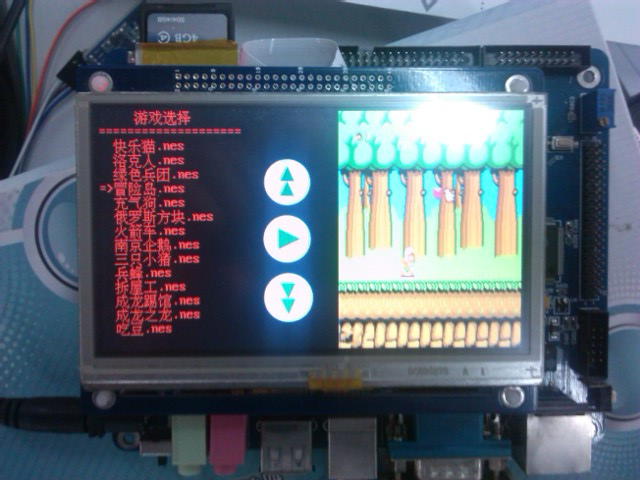 4GB
游戏选择
====================
快乐猫.nes
洛克人.nes
绿色兵团.nes
=>冒险岛.nes
充气狗.nes
俄罗斯方块.nes
火箭车.nes
南京企鹅.nes
三只小猪.nes
兵蜂.nes
拆屋工.nes
成龙踢馆.nes
成龙之龙.nes
吃豆.nes